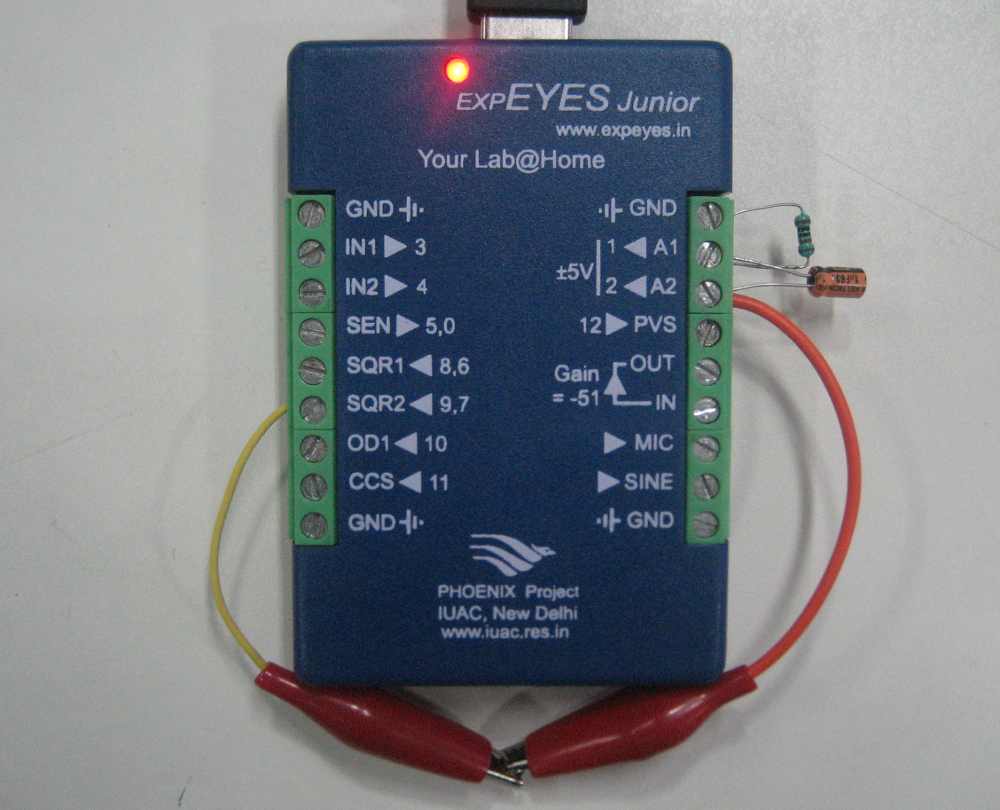 EXPEYES Junior
www.expeyes.in
Your Lab@Home
GND
IN1 3
IN2 4
SEN 5,0
SQR1 8,6
SQR2 9,7
OD1 10
CCS 11
GND
GND
±5V
1 A1
2 A2
12 PVS
Gain
= -51
OUT
IN
MIC
SINE
GND
PHOENIX Project
IUAC, New Delhi
www.iuac.res.in